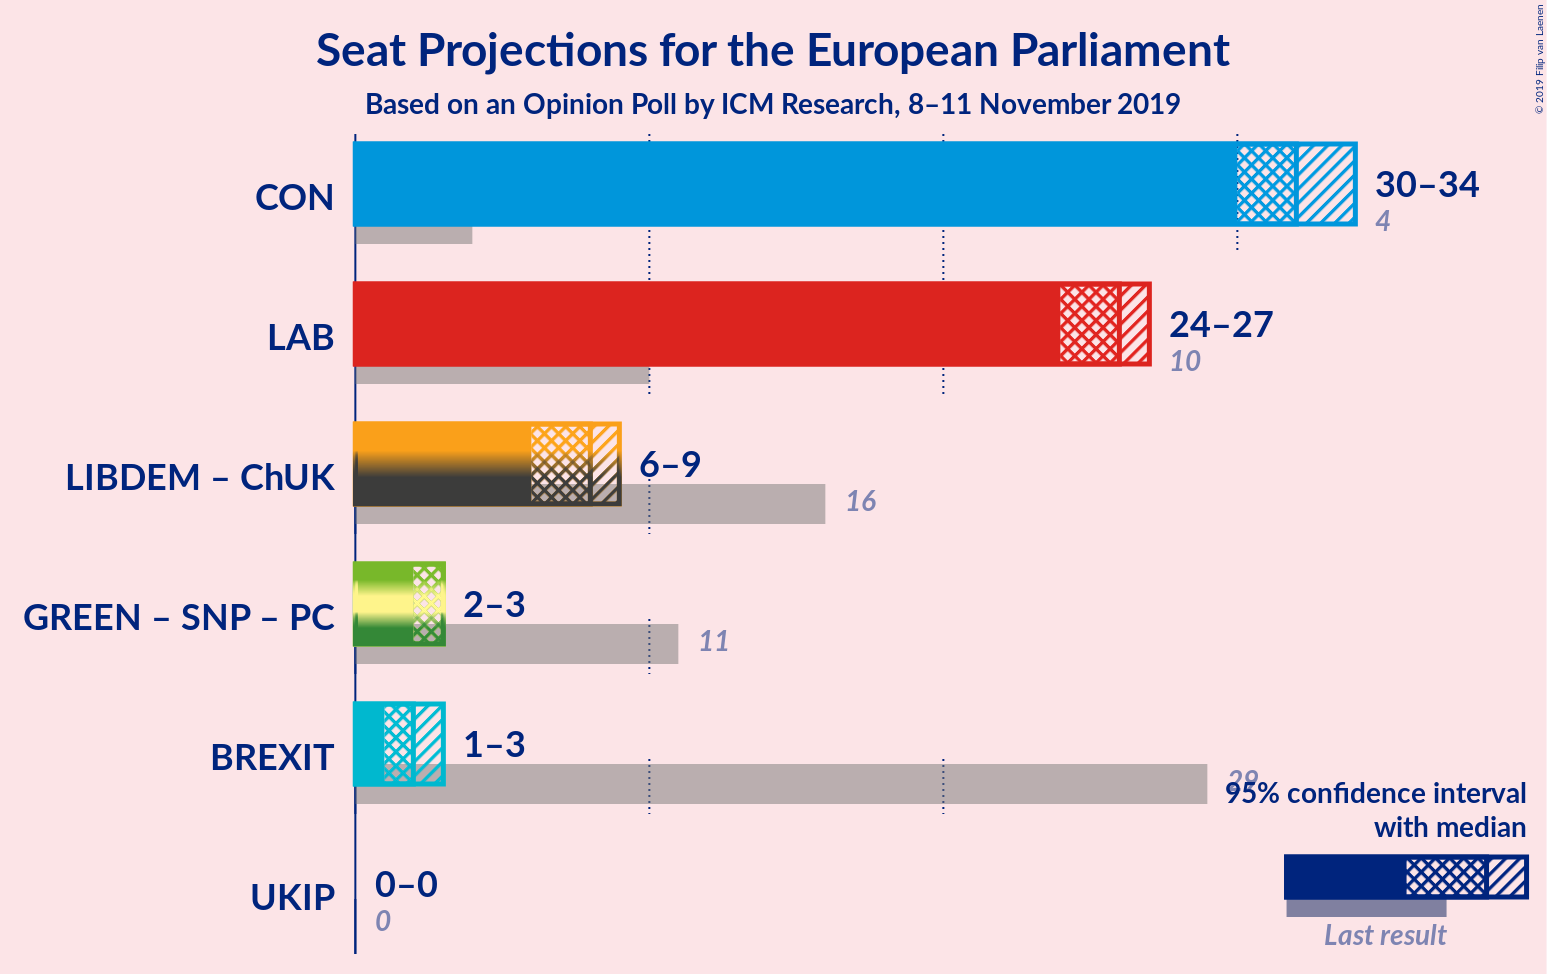 Seat Projections for the European Parliament
Based on an Opinion Poll by ICM Research, 8–11 November 2019
© 2019 Filip van Laenen
CON
30–34
4
LAB
24–27
10
LIBDEM – ChUK
6–9
16
GREEN – SNP – PC
2–3
11
BREXIT
1–3
29
95% confidence interval
with median
UKIP
0–0
0
Last result